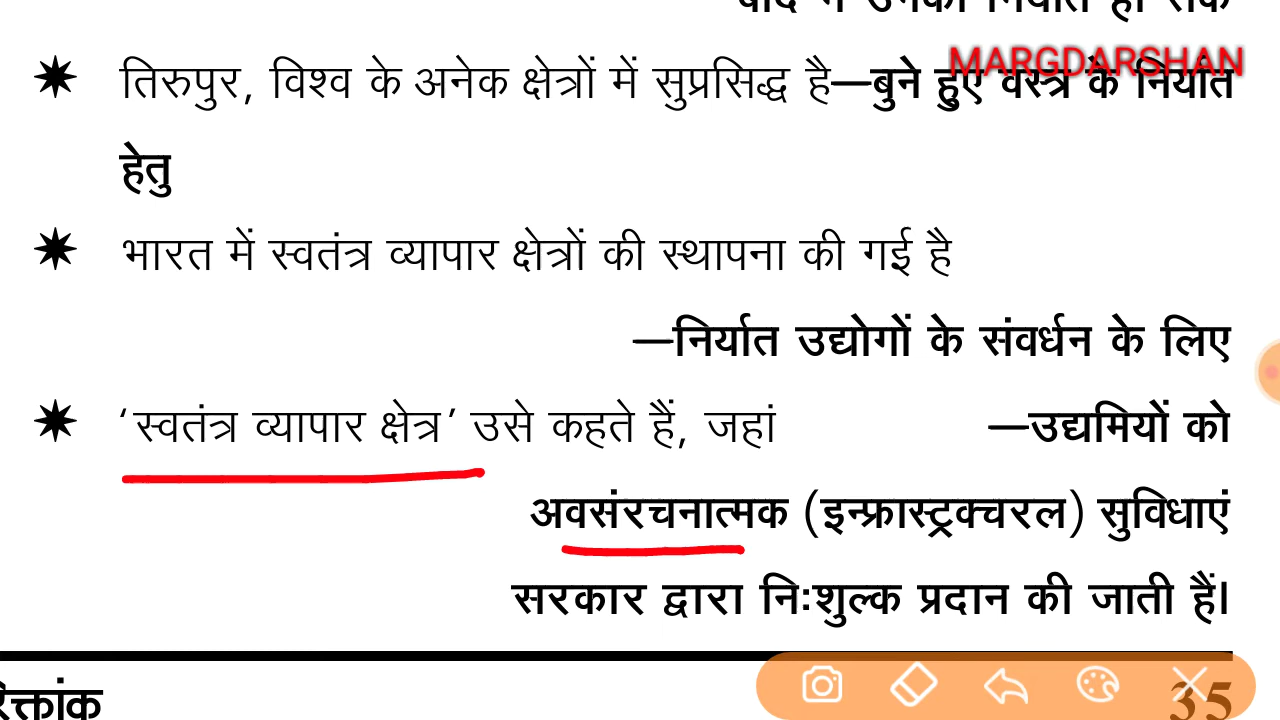 MARGDARSHAN
तिरुपुर, विश्व के अनेक क्षेत्रों में सुप्रसिद्ध है—बुने हुए वस्त्र के निर्यात
हेतु
भारत में स्वतंत्र व्यापार क्षेत्रों की स्थापना की गई है
—निर्यात उद्योगों के संवर्धन के लिए
‘स्वतंत्र व्यापार क्षेत्र’ उसे कहते हैं, जहां —उद्यमियों को
अवसंरचनात्मक (इन्फ्रास्ट्रक्चरल) सुविधाएं
सरकार द्वारा निःशुल्क प्रदान की जाती हैं।
35